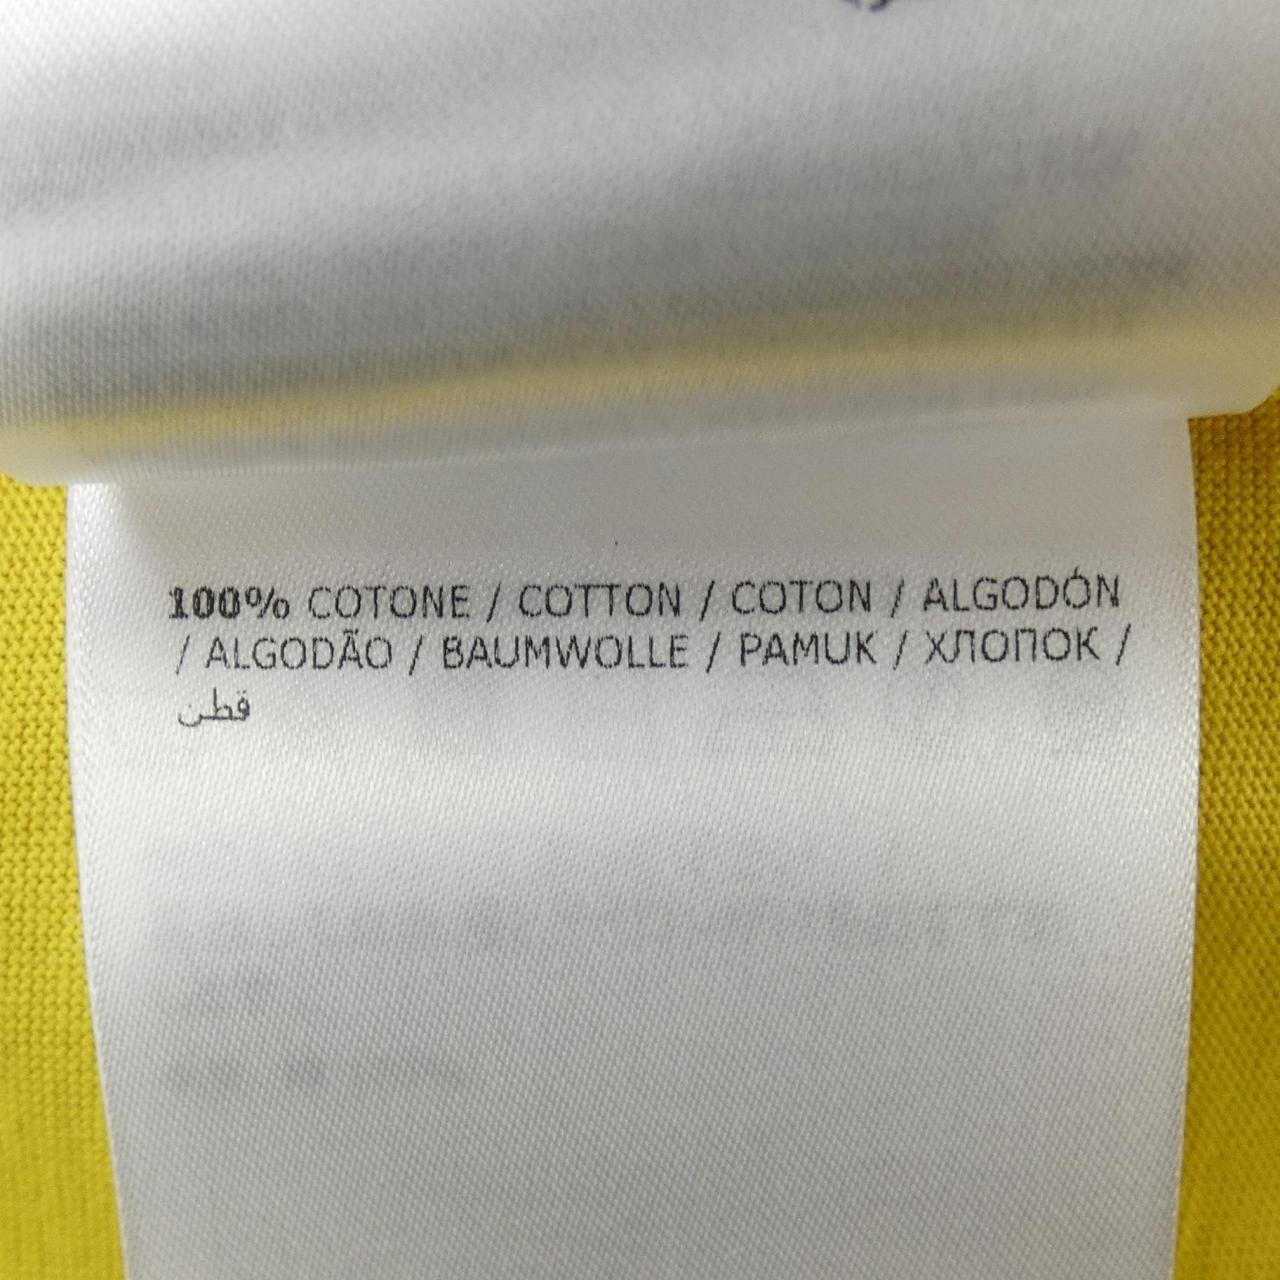 100% COTONE / COTTON / COTON / ALGODÓN
/ ALGODÃO / BAUMWOLLE / PAMUK / ХЛОПОК /
قطن